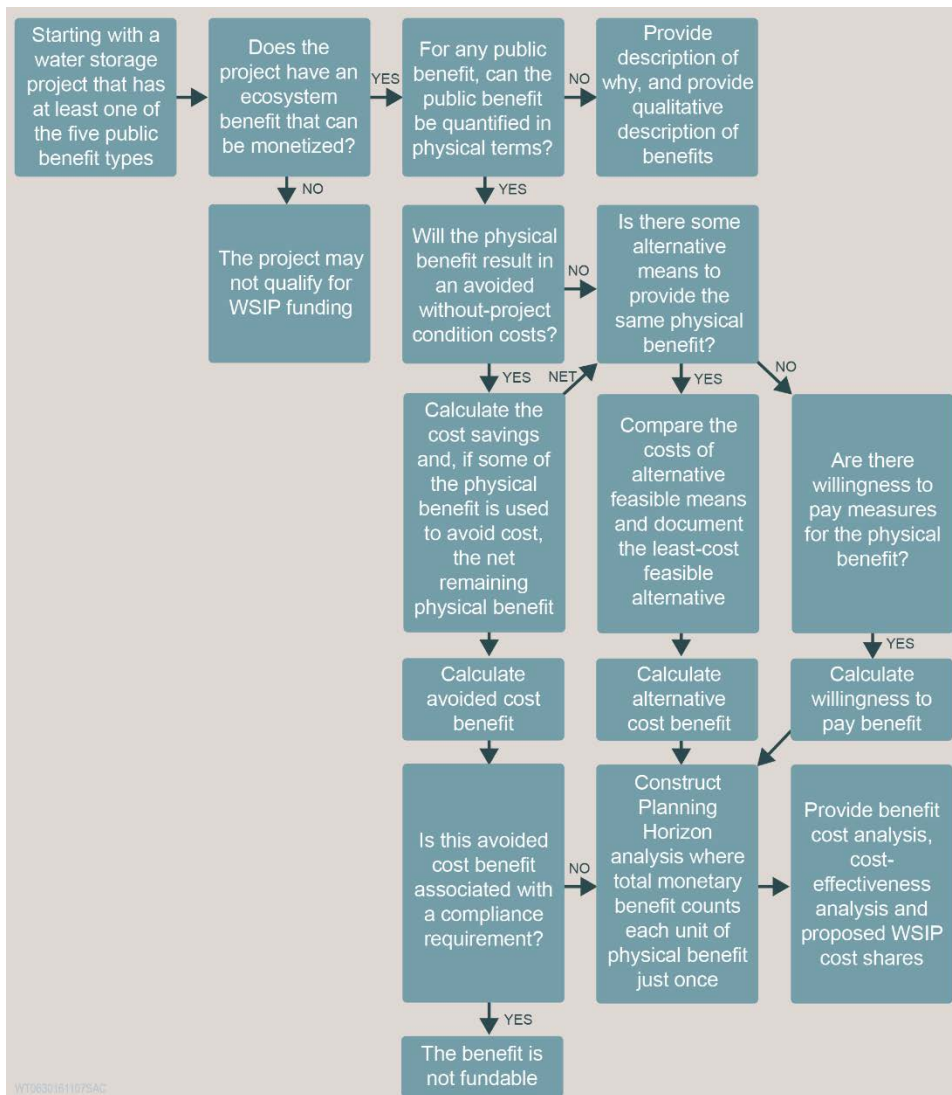 Starting with a
water storage
project that has
at least one of
the five public
benefit types
Does the
project have an
ecosystem
benefit that can
be monetized?
YES
For any public
benefit, can the
public benefit
be quantified in
physical terms?
NO
Provide
description of
why, and provide
qualitative
description of
benefits
NO
YES
The project may
not qualify for
WSIP funding
Will the physical
benefit result in
an avoided
without-project
condition costs?
NO
Is there some
alternative
means to
provide the
same physical
benefit?
YES
NET
YES
NO
Calculate the
cost savings
and, if some of
the physical
benefit is used
to avoid cost,
the net
remaining
physical benefit
Compare the
costs of
alternative
feasible means
and document
the least-cost
feasible
alternative
Are there
willingness to
pay measures
for the physical
benefit?
YES
Calculate
avoided cost
benefit
Calculate
alternative
cost benefit
Calculate
willingness to
pay benefit
Is this avoided
cost benefit
associated with
a compliance
requirement?
NO
Construct
Planning
Horizon
analysis where
total monetary
benefit counts
each unit of
physical benefit
just once
Provide benefit
cost analysis,
cost-
effectiveness
analysis and
proposed WSIP
cost shares
YES
The benefit is
not fundable
WT0830161107SAC